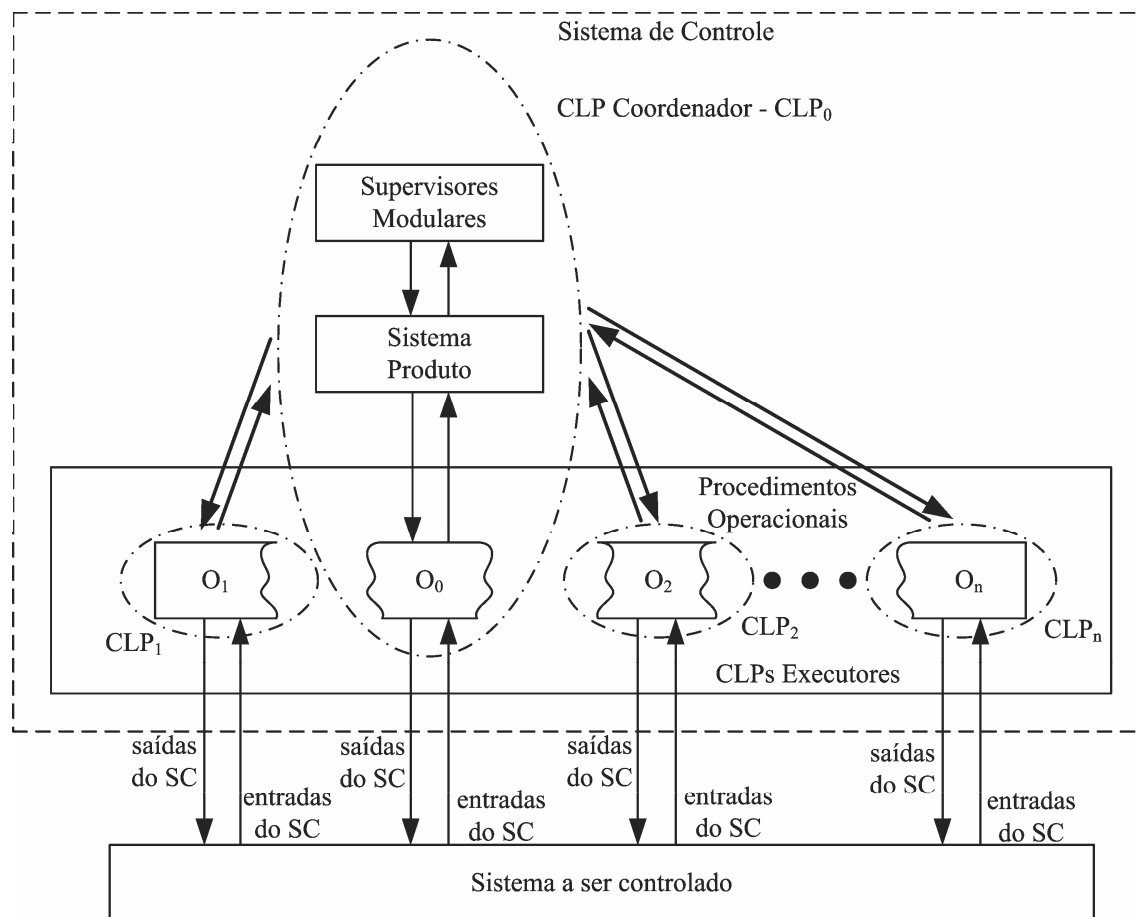 Sistema de Controle
CLP Coordenador - CLP₀
Supervisores
Modulares
Sistema
Produto
Procedimentos
Operacionais
O₁
O₀
O₂
Oₙ
CLP₁
CLP₂
CLPₙ
CLPs Executores
saídas
do SC
entradas
do SC
saídas
do SC
entradas
do SC
saídas
do SC
entradas
do SC
saídas
do SC
entradas
do SC
Sistema a ser controlado